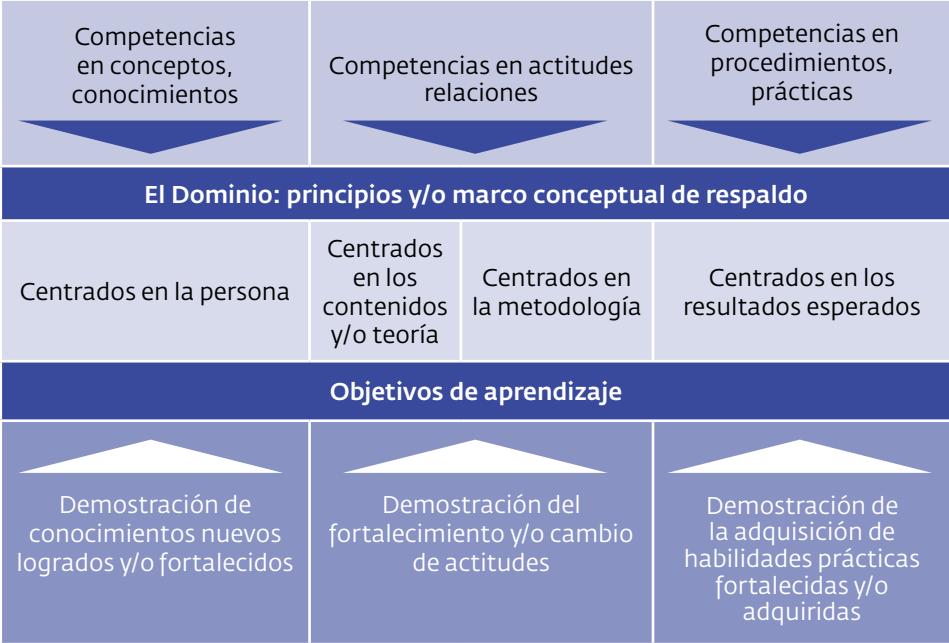 Competencias
en conceptos,
conocimientos
Competencias en actitudes
relaciones
Competencias en
procedimientos,
prácticas
El Dominio: principios y/o marco conceptual de respaldo
Centrados en la persona
Centrados
en los
contenidos
y/o teoría
Centrados en
la metodología
Centrados en los
resultados esperados
Objetivos de aprendizaje
Demostración de
conocimientos nuevos
logrados y/o fortalecidos
Demostración del
fortalecimiento y/o cambio
de actitudes
Demostración de
la adquisición de
habilidades prácticas
fortalecidas y/o
adquiridas